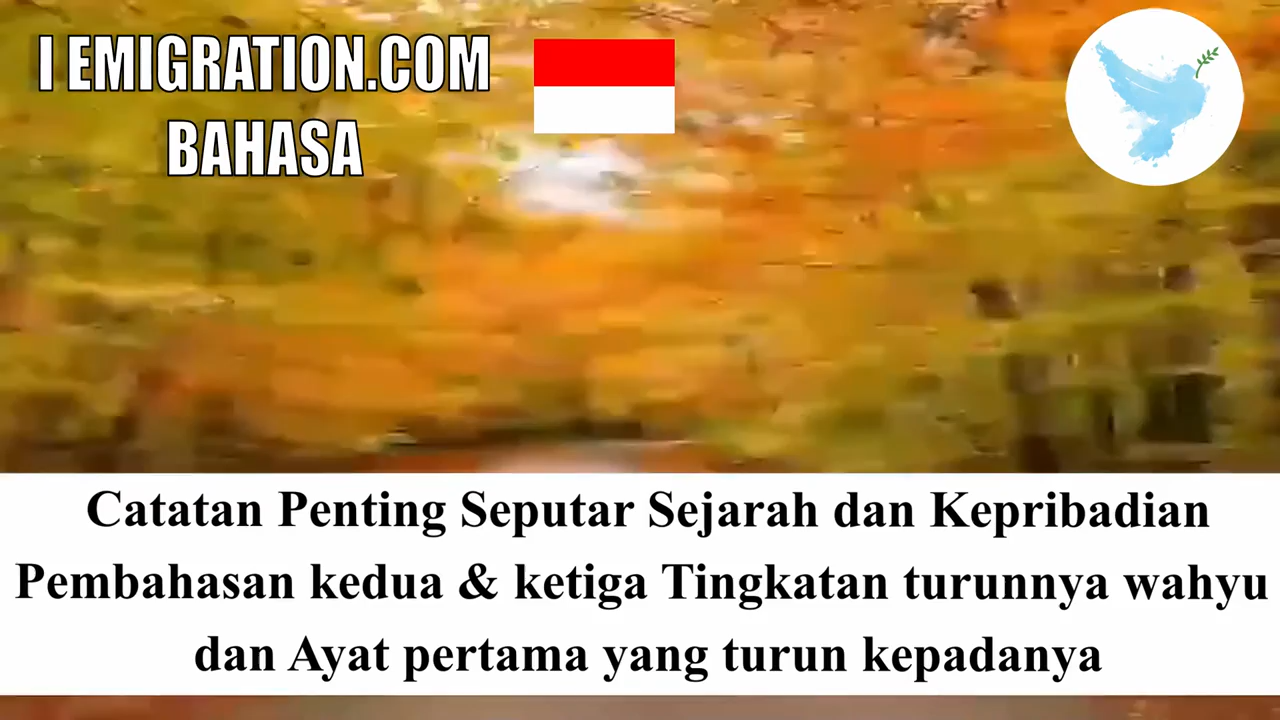 I EMIGRATION.COM
BAHASA
Catatan Penting Seputar Sejarah dan Kepribadian
Pembahasan kedua & ketiga Tingkatan turunnya wahyu
dan Ayat pertama yang turun kepadanya